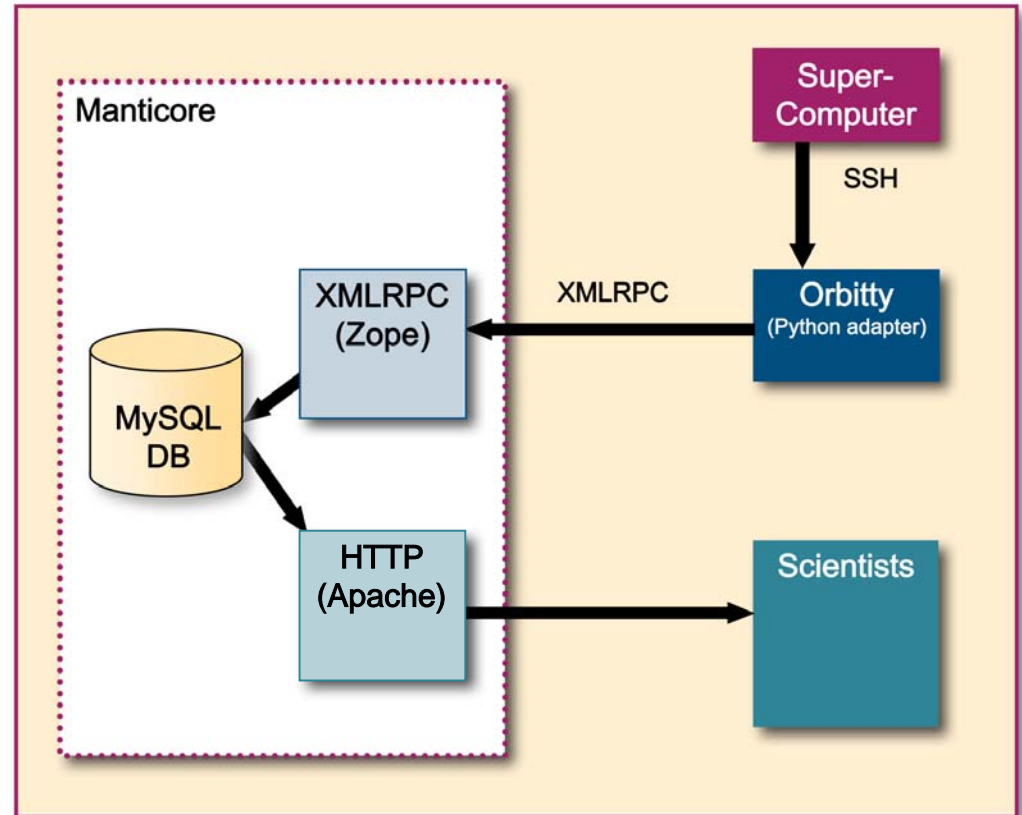 Manticore
Super-
Computer
SSH
XMLRPC
(Zope)
XMLRPC
Orbitty
(Python adapter)
MySQL
DB
HTTP
(Apache)
Scientists